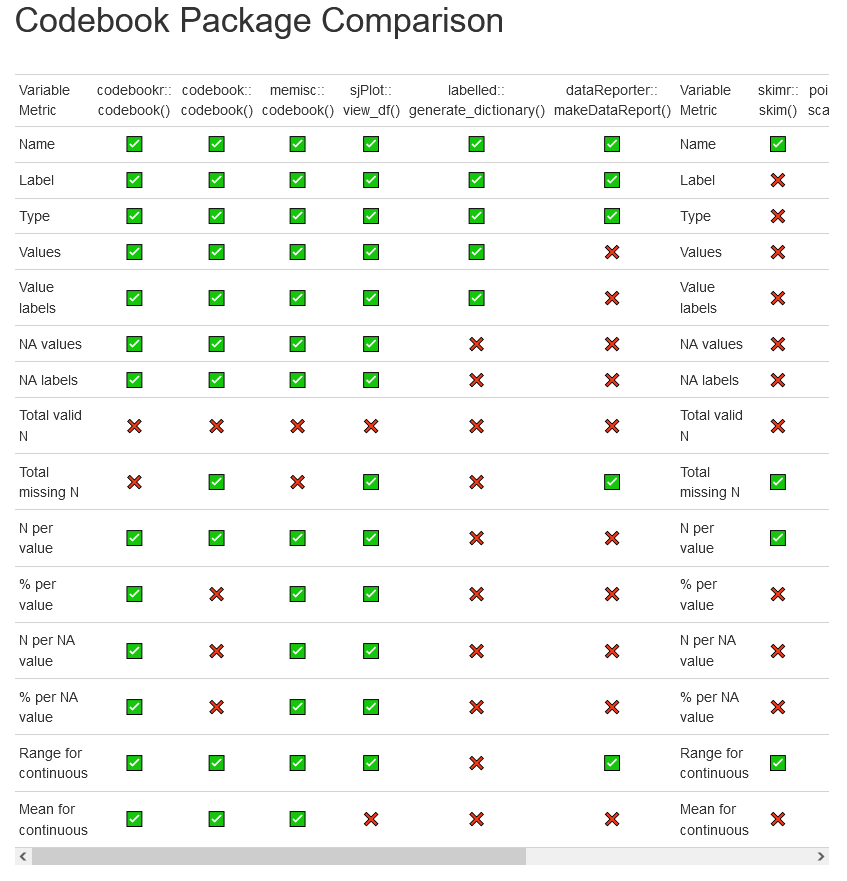 Codebook Package Comparison
Variable Metric codebookr:: codebook() codebook:: codebook() memisc:: codebook() sjPlot:: view_df() labelled:: generate_dictionary() dataReporter:: makeDataReport() Variable Metric skimr:: skim() poi sca
Name ✅ ✅ ✅ ✅ ✅ ✅ Name ✅
Label ✅ ✅ ✅ ✅ ✅ ✅ Label ❌
Type ✅ ✅ ✅ ✅ ✅ ✅ Type ❌
Values ✅ ✅ ✅ ✅ ✅ ❌ Values ❌
Value labels ✅ ✅ ✅ ✅ ✅ ❌ Value labels ❌
NA values ✅ ✅ ✅ ✅ ❌ ❌ NA values ❌
NA labels ✅ ✅ ✅ ✅ ❌ ❌ NA labels ❌
Total valid N ❌ ❌ ❌ ❌ ❌ ❌ Total valid N ❌
Total missing N ❌ ✅ ❌ ✅ ❌ ✅ Total missing N ✅
N per value ✅ ✅ ✅ ✅ ❌ ❌ N per value ✅
% per value ✅ ❌ ✅ ✅ ❌ ❌ % per value ❌
N per NA value ✅ ❌ ✅ ✅ ❌ ❌ N per NA value ❌
% per NA value ✅ ❌ ✅ ✅ ❌ ❌ % per NA value ❌
Range for continuous ✅ ✅ ✅ ✅ ❌ ✅ Range for continuous ✅
Mean for continuous ✅ ✅ ✅ ❌ ❌ ❌ Mean for continuous ❌